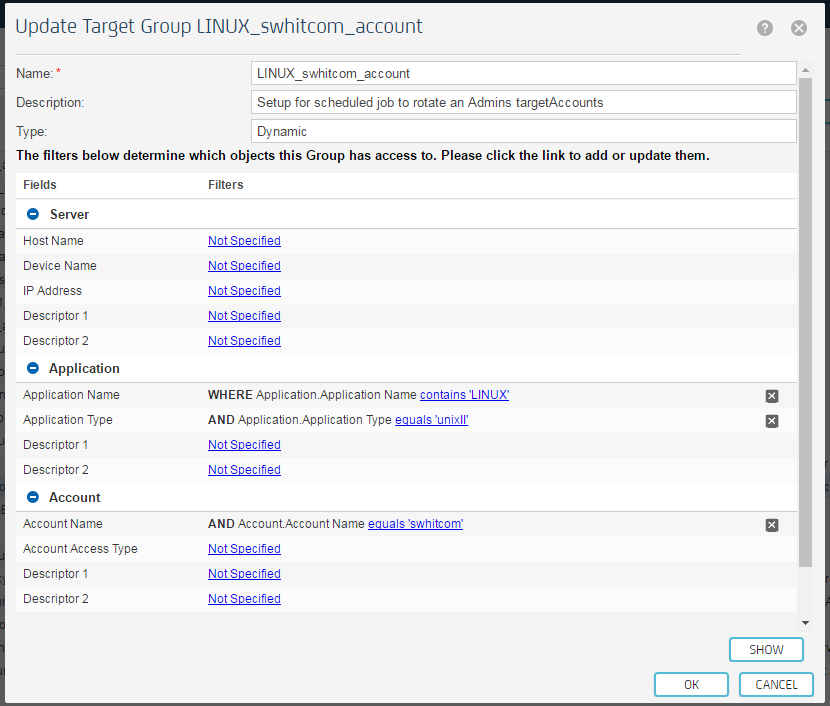 Update Target Group LINUX_swhitcom_account
Name: *
LINUX_swhitcom_account
Description:
Setup for scheduled job to rotate an Admins targetAccounts
Type:
Dynamic
The filters below determine which objects this Group has access to. Please click the link to add or update them.
Fields Filters
Server
Host Name Not Specified
Device Name Not Specified
IP Address Not Specified
Descriptor 1 Not Specified
Descriptor 2 Not Specified
Application
Application Name WHERE Application.Application Name contains 'LINUX'
Application Type AND Application.Application Type equals 'unixII'
Descriptor 1 Not Specified
Descriptor 2 Not Specified
Account
Account Name AND Account.Account Name equals 'swhitcom'
Account Access Type Not Specified
Descriptor 1 Not Specified
Descriptor 2 Not Specified
SHOW
OK CANCEL